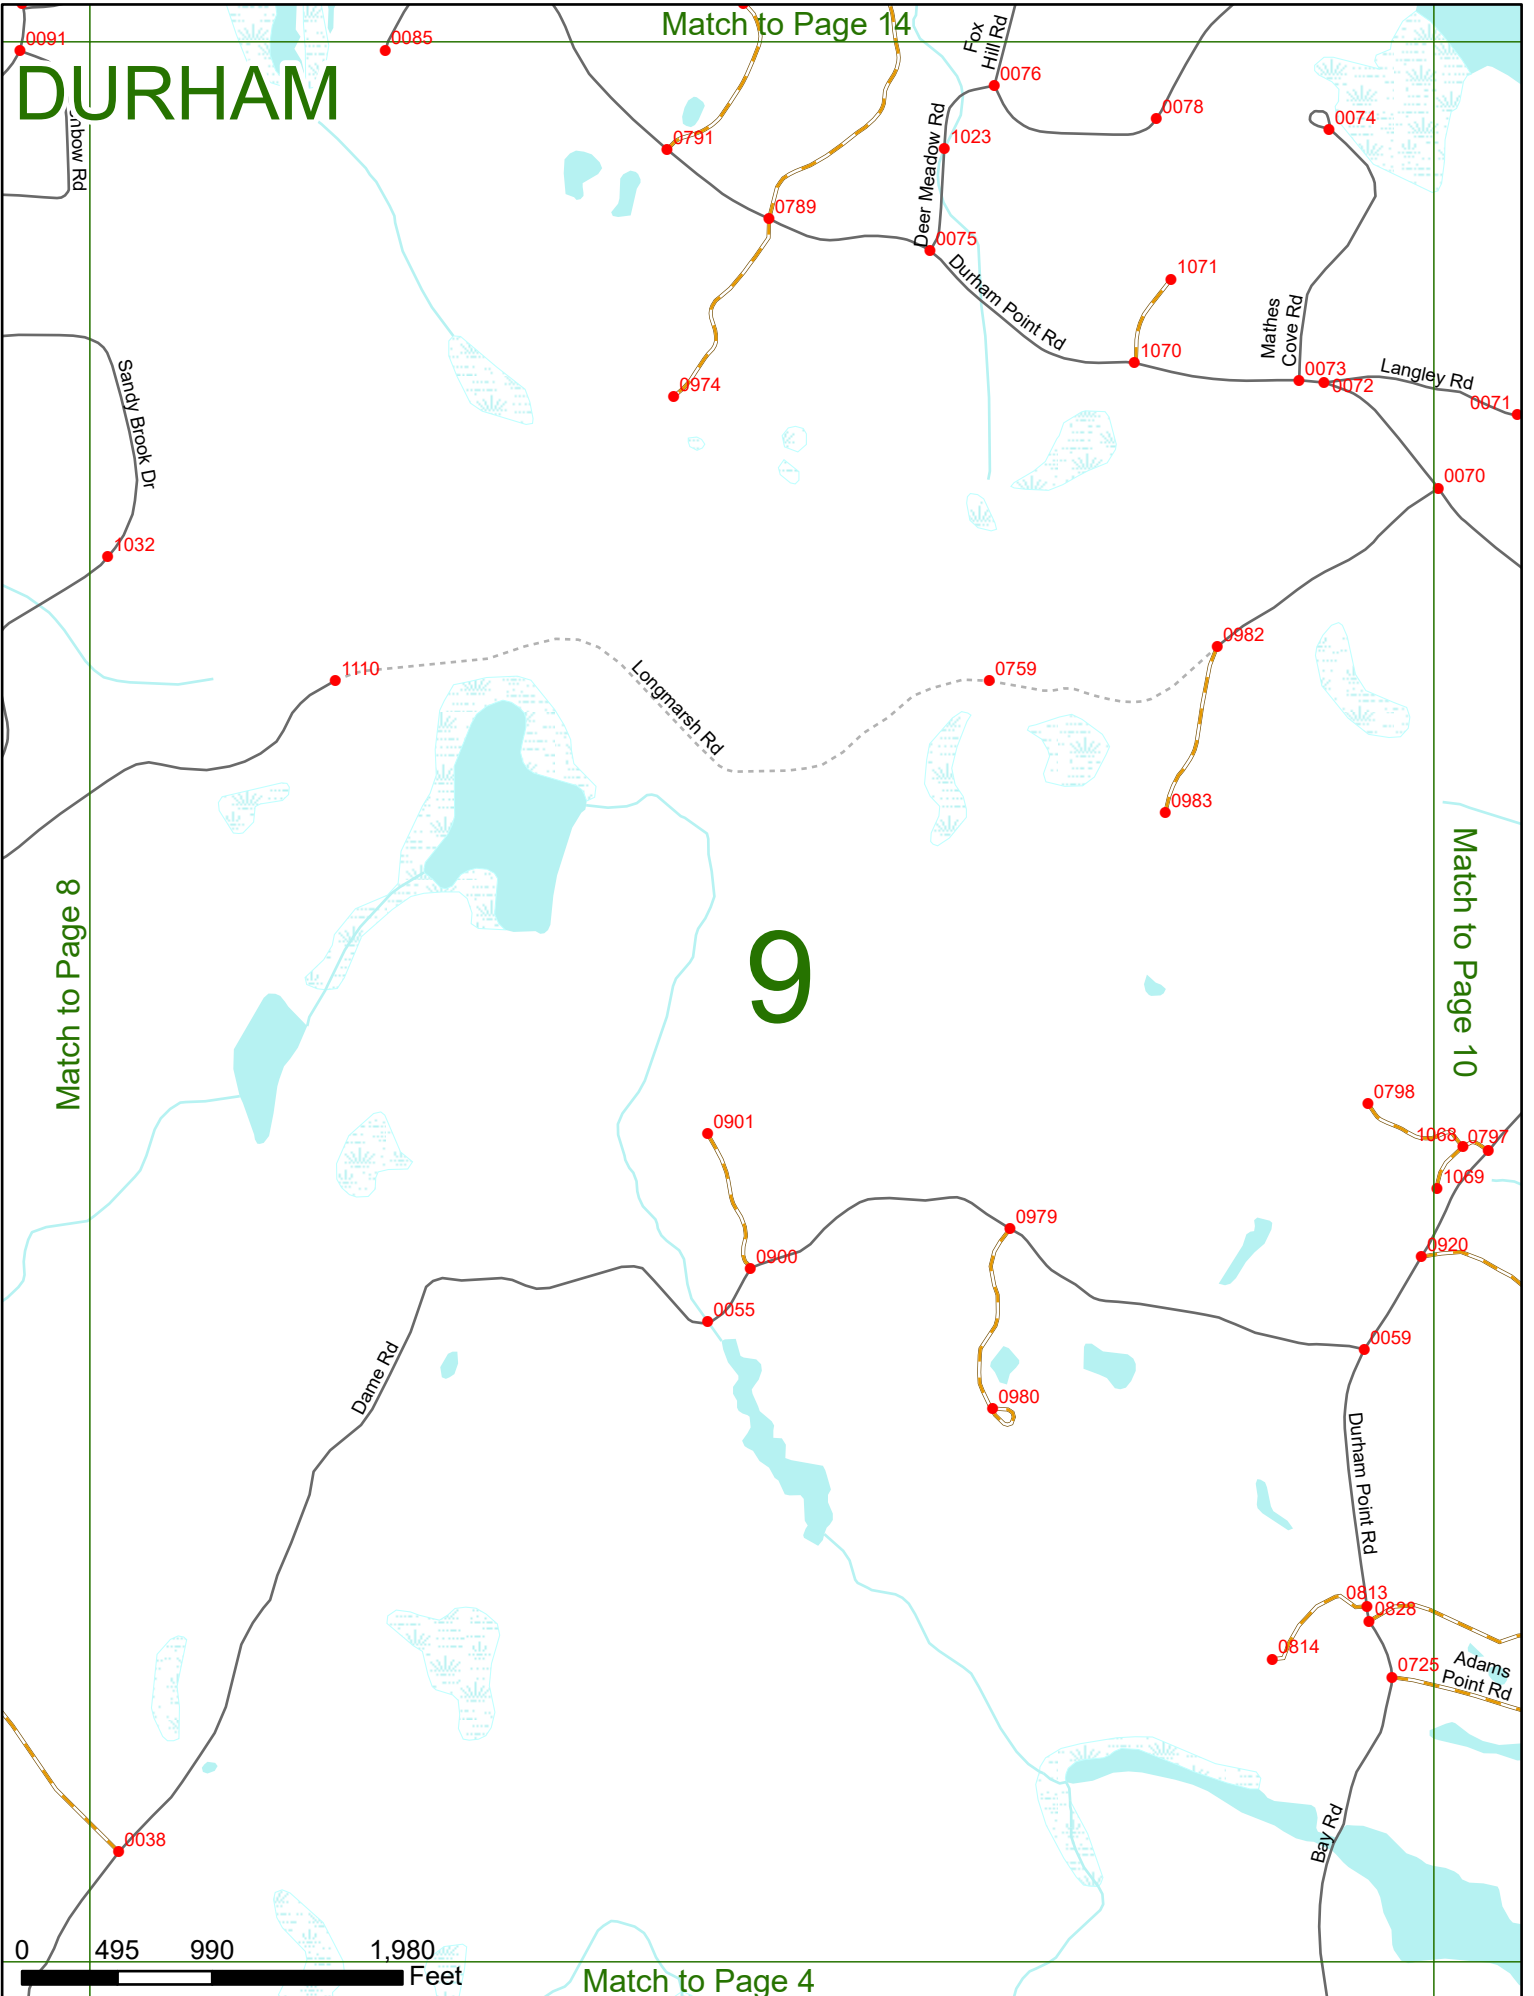 Match to Page 14
0091
0085
DURHAM
nbow Rd
Fox
Hill Rd
0076
0078
0074
0791
1023
Deer Meadow Rd
0789
0075
Durham Point Rd
1071
1070
Mathes
Cove Rd
0073
0072
Langley Rd
0071
0974
Sandy Brook Dr
0070
1032
0982
1110
Longmarsh Rd
0759
0983
Match to Page 8
9
Match to Page 10
0798
1068
0797
1069
0901
0979
0920
0900
0055
0059
Dame Rd
0980
Durham Point Rd
0813
0828
0814
0725
Adams
Point Rd
Bay Rd
0038
0 495 990 1,980
Feet
Match to Page 4